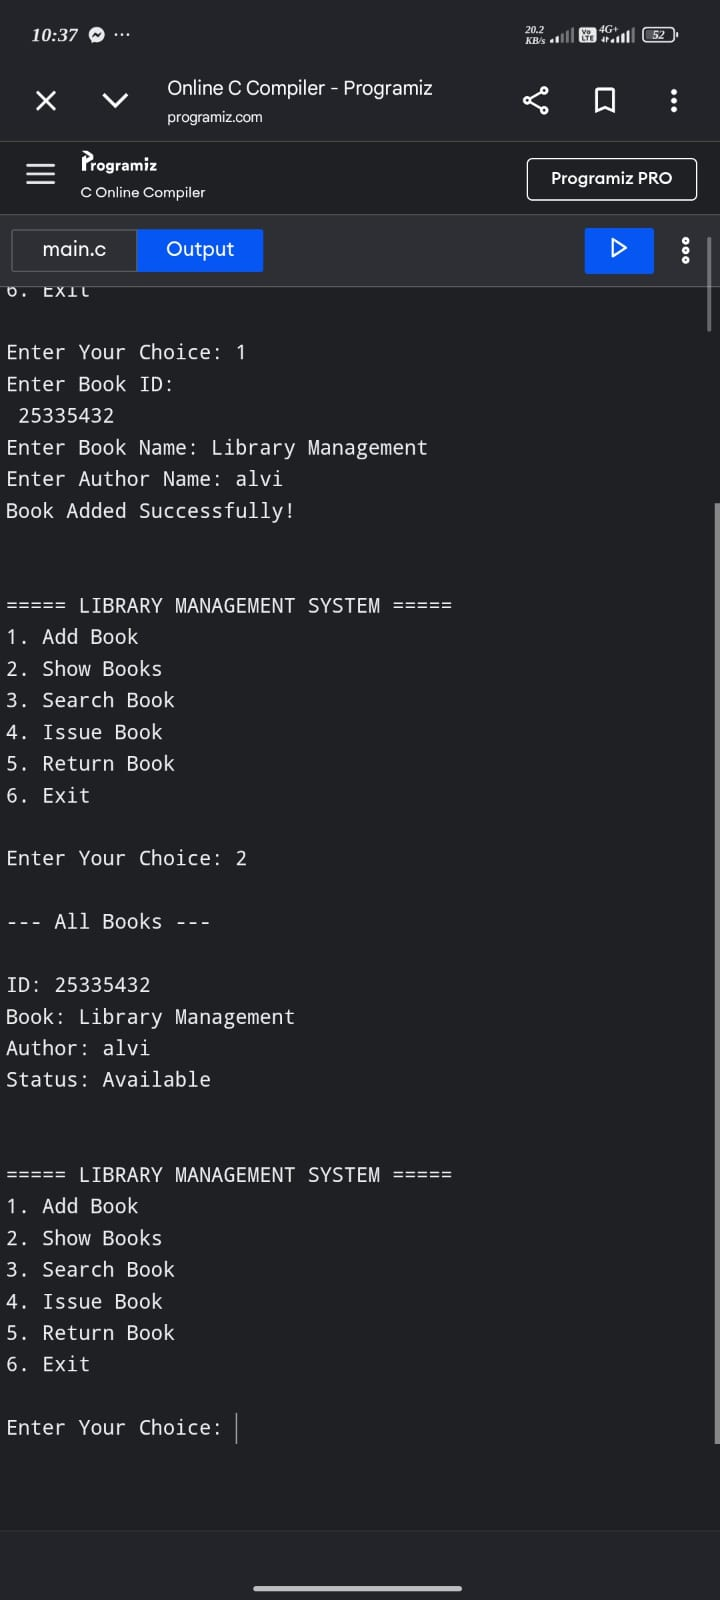 10:37 ...
20.2 KB/s Vo LTE 4G+ 52
Online C Compiler - Programiz
programiz.com
Programiz
C Online Compiler
Programiz PRO
main.c Output
6. Exit
Enter Your Choice: 1
Enter Book ID:
25335432
Enter Book Name: Library Management
Enter Author Name: alvi
Book Added Successfully!
===== LIBRARY MANAGEMENT SYSTEM =====
1. Add Book
2. Show Books
3. Search Book
4. Issue Book
5. Return Book
6. Exit
Enter Your Choice: 2
--- All Books ---
ID: 25335432
Book: Library Management
Author: alvi
Status: Available
===== LIBRARY MANAGEMENT SYSTEM =====
1. Add Book
2. Show Books
3. Search Book
4. Issue Book
5. Return Book
6. Exit
Enter Your Choice: